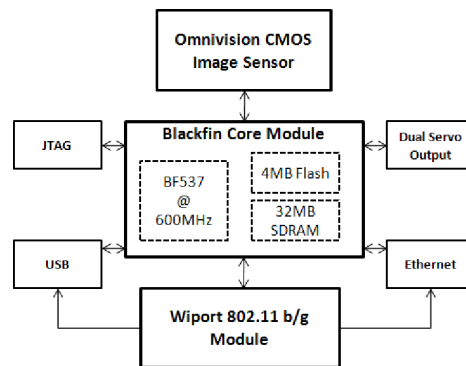 Omnivision CMOS
Image Sensor
Blackfin Core Module
JTAG
Dual Servo
Output
BF537
@
600MHz
4MB Flash
32MB
SDRAM
USB
Ethernet
Wiport 802.11 b/g
Module